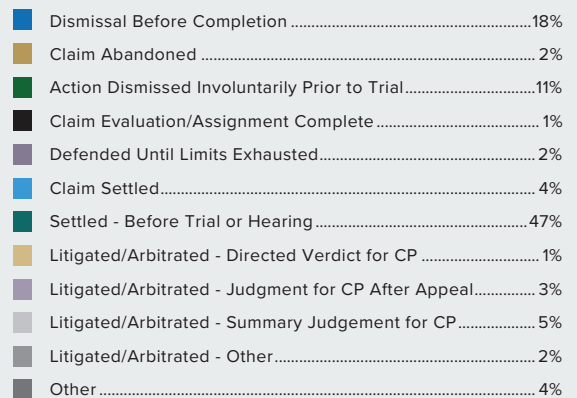 Dismissal Before Completion ........................................................ 18%
Claim Abandoned ........................................................................... 2%
Action Dismissed Involuntarily Prior to Trial ............................. 11%
Claim Evaluation/Assignment Complete ..................................... 1%
Defended Until Limits Exhausted .................................................. 2%
Claim Settled .................................................................................... 4%
Settled - Before Trial or Hearing ................................................. 47%
Litigated/Arbitrated - Directed Verdict for CP ........................... 1%
Litigated/Arbitrated - Judgment for CP After Appeal .............. 3%
Litigated/Arbitrated - Summary Judgement for CP .................. 5%
Litigated/Arbitrated - Other ............................................................ 2%
Other .................................................................................................. 4%